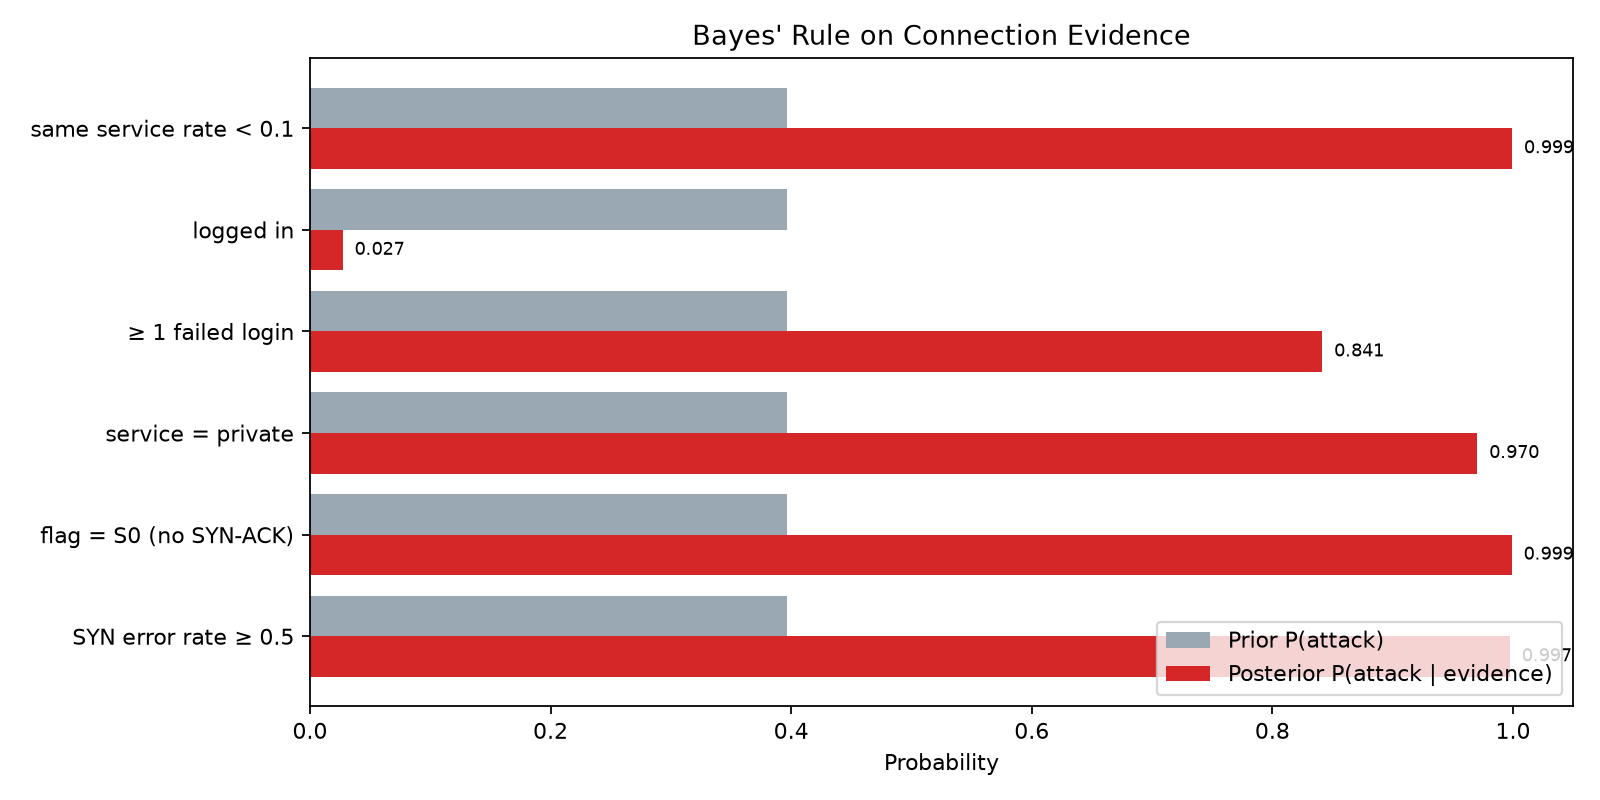 Bayes' Rule on Connection Evidence
same service rate < 0.1
0.999
logged in
0.027
≥ 1 failed login
0.841
service = private
0.970
flag = S0 (no SYN-ACK)
0.999
SYN error rate ≥ 0.5
0.997
Prior P(attack)
Posterior P(attack | evidence)
0.0 0.2 0.4 0.6 0.8 1.0
Probability